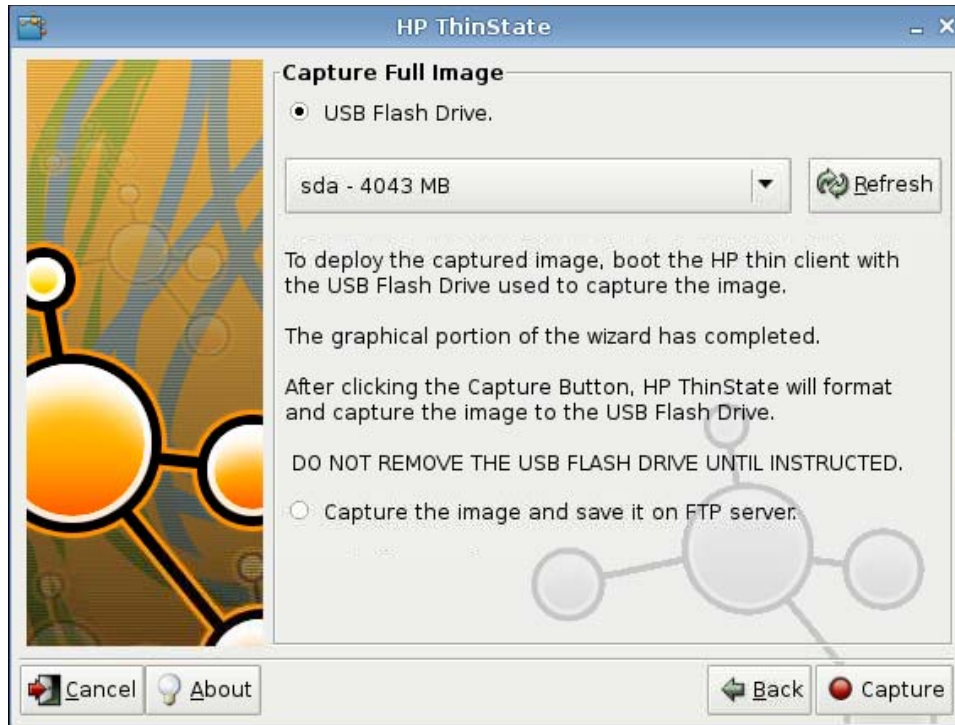 HP ThinState
Capture Full Image
USB Flash Drive.
sda - 4043 MB
Refresh
To deploy the captured image, boot the HP thin client with
the USB Flash Drive used to capture the image.
The graphical portion of the wizard has completed.
After clicking the Capture Button, HP ThinState will format
and capture the image to the USB Flash Drive.
DO NOT REMOVE THE USB FLASH DRIVE UNTIL INSTRUCTED.
Capture the image and save it on FTP server.
Cancel
About
Back
Capture